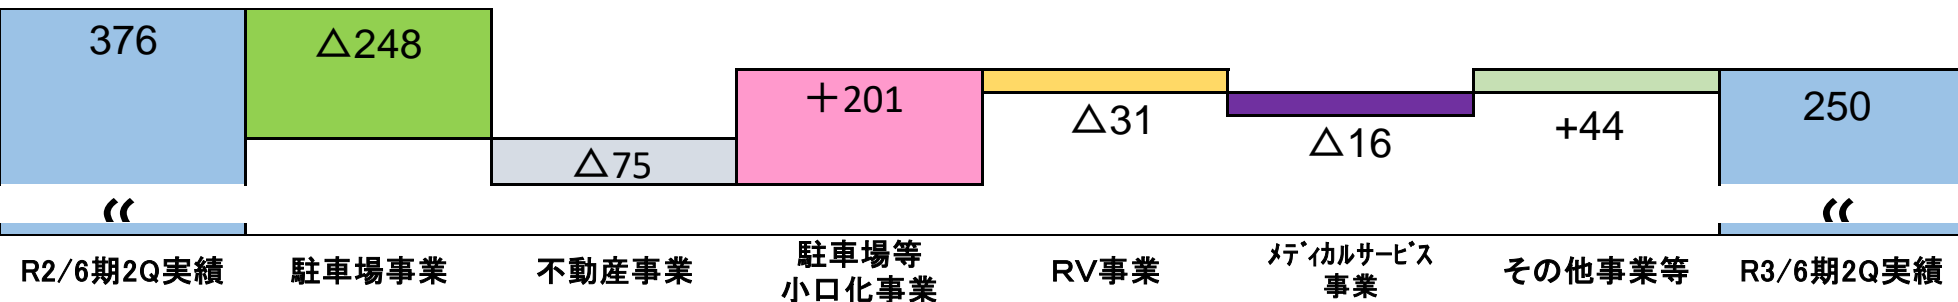 376
△248
△75
＋201
△31
△16
+44
250
R2/6期2Q実績
駐車場事業
不動産事業
駐車場等
小口化事業
RV事業
ﾒﾃﾞｨｶﾙサービス
事業
その他事業等
R3/6期2Q実績